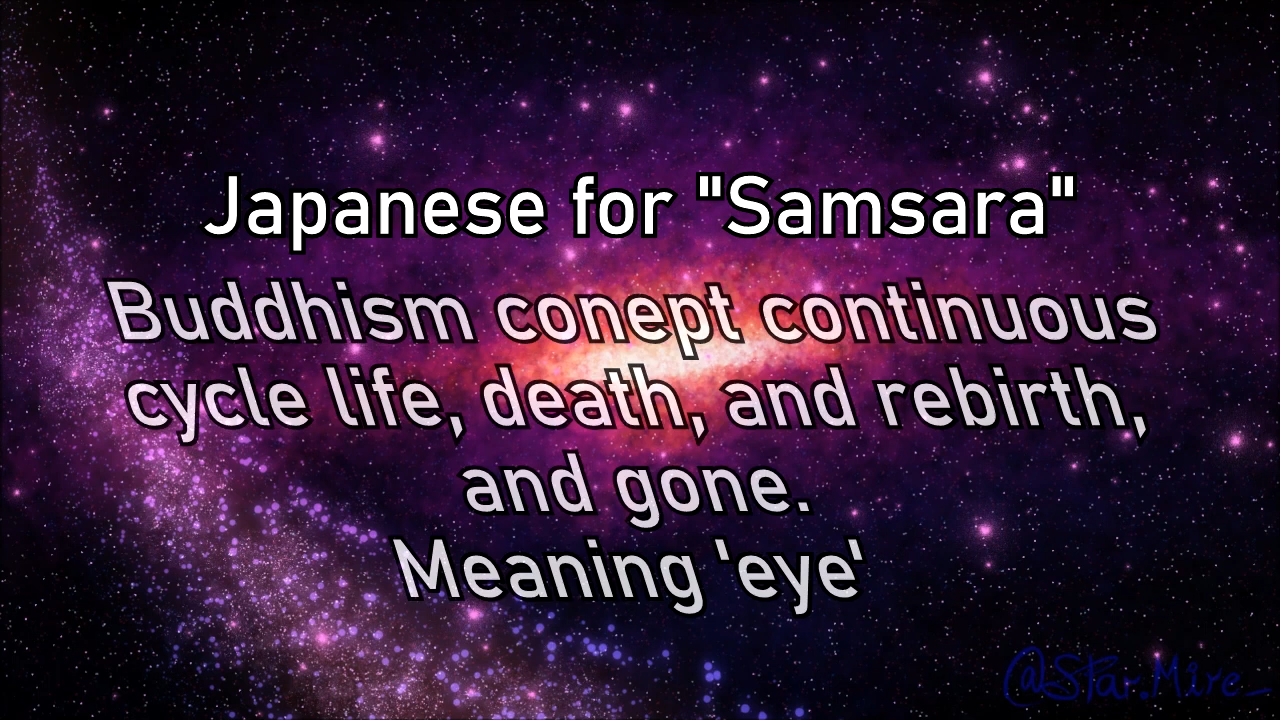 Japanese for "Samsara"
Buddhism conept continuous
cycle life, death, and rebirth,
and gone.
Meaning 'eye'
@Star.Mire_